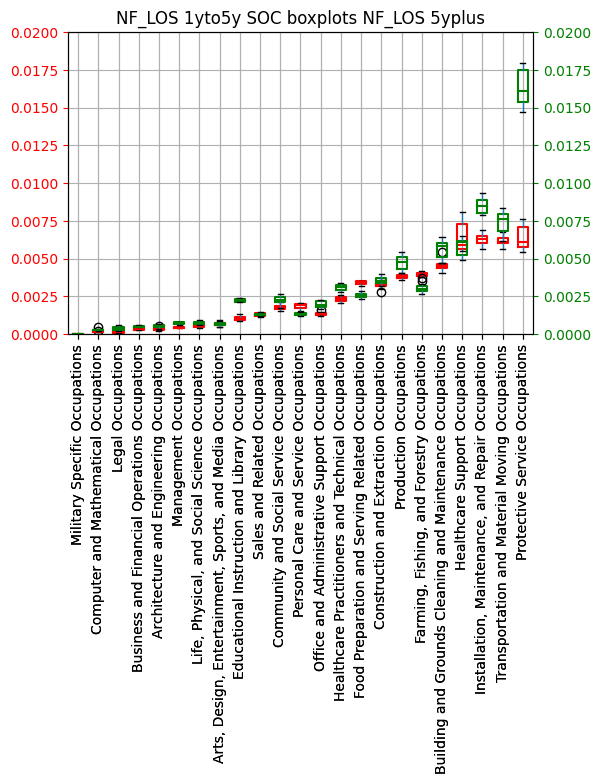 NF_LOS 1yto5y SOC boxplots NF_LOS 5yplus
0.0200
0.0175
0.0150
0.0125
0.0100
0.0075
0.0050
0.0025
0.0000
0.0200
0.0175
0.0150
0.0125
0.0100
0.0075
0.0050
0.0025
0.0000
Military Specific Occupations
Computer and Mathematical Occupations
Legal Occupations
Business and Financial Operations Occupations
Architecture and Engineering Occupations
Management Occupations
Life, Physical, and Social Science Occupations
Arts, Design, Entertainment, Sports, and Media Occupations
Educational Instruction and Library Occupations
Sales and Related Occupations
Community and Social Service Occupations
Personal Care and Service Occupations
Office and Administrative Support Occupations
Healthcare Practitioners and Technical Occupations
Food Preparation and Serving Related Occupations
Construction and Extraction Occupations
Production Occupations
Farming, Fishing, and Forestry Occupations
Building and Grounds Cleaning and Maintenance Occupations
Healthcare Support Occupations
Installation, Maintenance, and Repair Occupations
Transportation and Material Moving Occupations
Protective Service Occupations